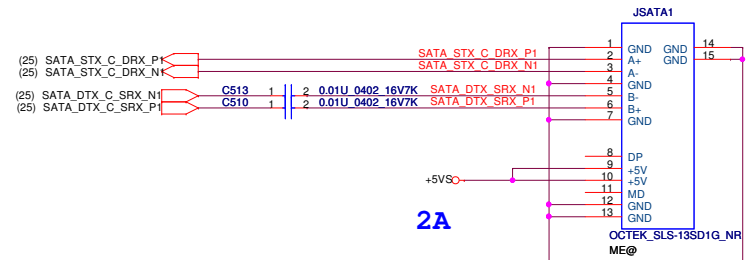 JSATA1
(25) SATA_STX_C_DRX_P1 SATA_STX_C_DRX_P1
(25) SATA_STX_C_DRX_N1 SATA_STX_C_DRX_N1
(25) SATA_DTX_C_SRX_N1 C513 1 2 0.01U_0402_16V7K SATA_DTX_SRX_N1
(25) SATA_DTX_C_SRX_P1 C510 1 2 0.01U_0402_16V7K SATA_DTX_SRX_P1
1 GND GND 14
2 A+ GND 15
3 A-
4 GND
5 B-
6 B+
7 GND
8 DP
9 +5V
+5VS 10 +5V
11 MD
12 GND
13 GND
2A
OCTEK_SLS-13SD1G_NR
ME@